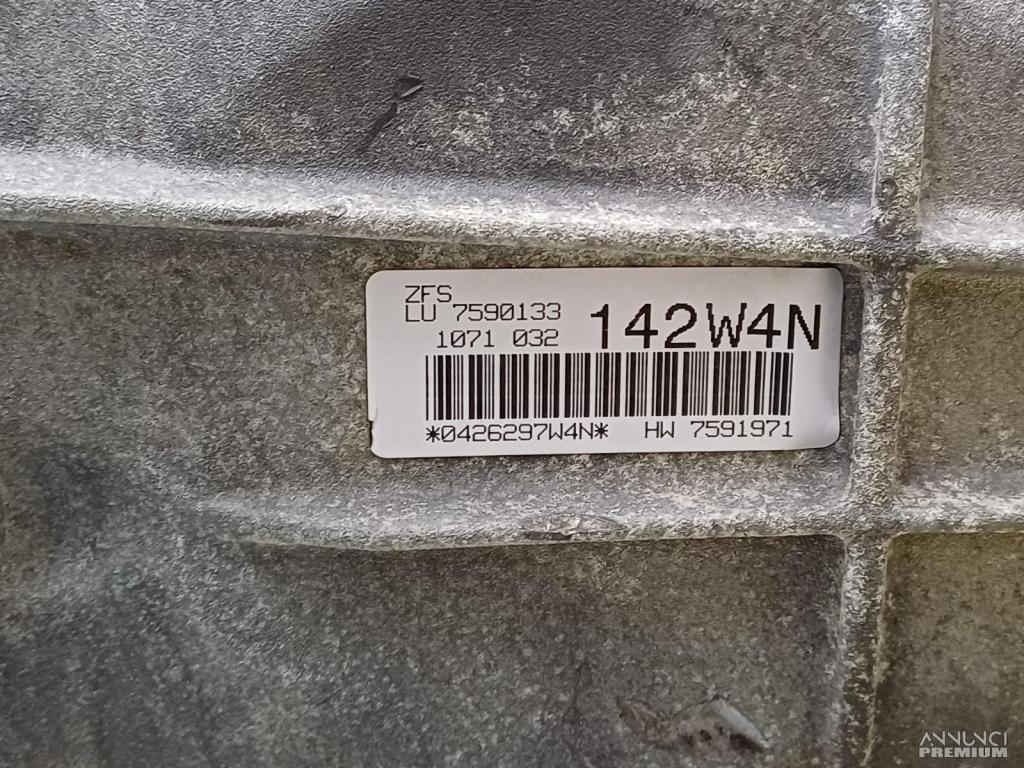 ZFS
LU 7590133
1071 032
142W4N
*0426297W4N* HW 7591971
ANNUNCI
PREMIUM